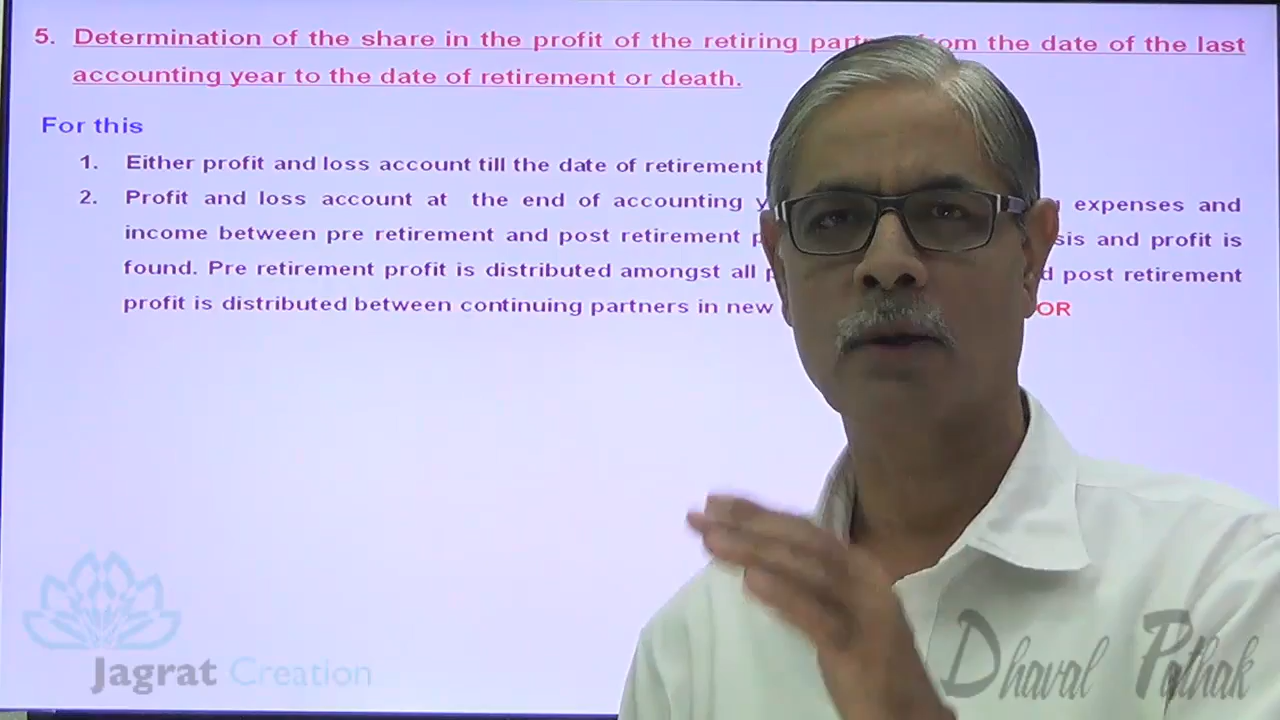 5. Determination of the share in the profit of the retiring from the date of the last
accounting year to the date of retirement or death.
For this
1. Either profit and loss account till the date of retirement
2. Profit and loss account at the end of accounting expenses and
income between pre retirement and post retirement and profit is
found. Pre retirement profit is distributed amongst all post retirement
profit is distributed between continuing partners in new OR
Jagrat Creation
Dhaval Pathak